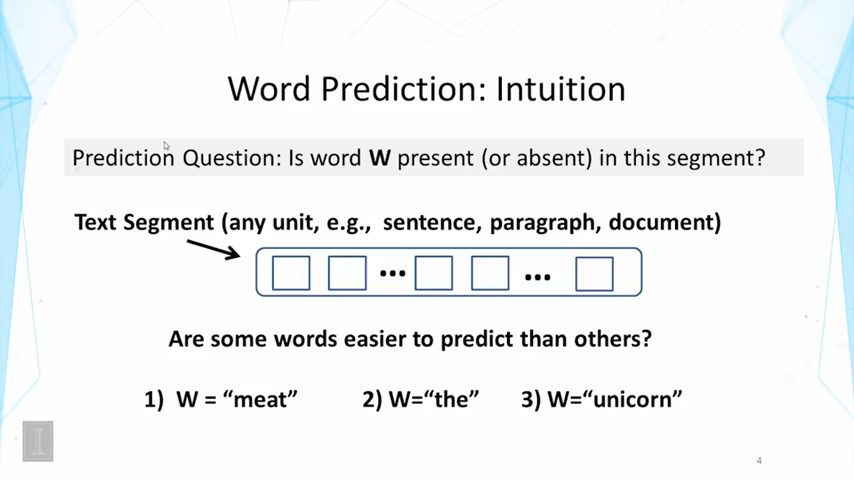 Word Prediction: Intuition
Prediction Question: Is word W present (or absent) in this segment?
Text Segment (any unit, e.g., sentence, paragraph, document)
... ...
Are some words easier to predict than others?
1) W = “meat” 2) W=“the” 3) W=“unicorn”
I
4